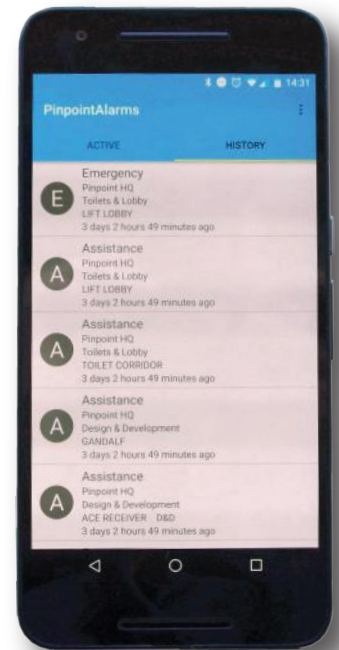 14:31
PinpointAlarms
ACTIVE HISTORY
E Emergency
Pinpoint HQ
Toilets & Lobby
LIFT LOBBY
3 days 2 hours 49 minutes ago
A Assistance
Pinpoint HQ
Toilets & Lobby
LIFT LOBBY
3 days 2 hours 49 minutes ago
A Assistance
Pinpoint HQ
Toilets & Lobby
TOILET CORRIDOR
3 days 2 hours 49 minutes ago
A Assistance
Pinpoint HQ
Design & Development
GANDALF
3 days 2 hours 49 minutes ago
A Assistance
Pinpoint HQ
Design & Development
ACE RECEIVER D&D
3 days 2 hours 49 minutes ago